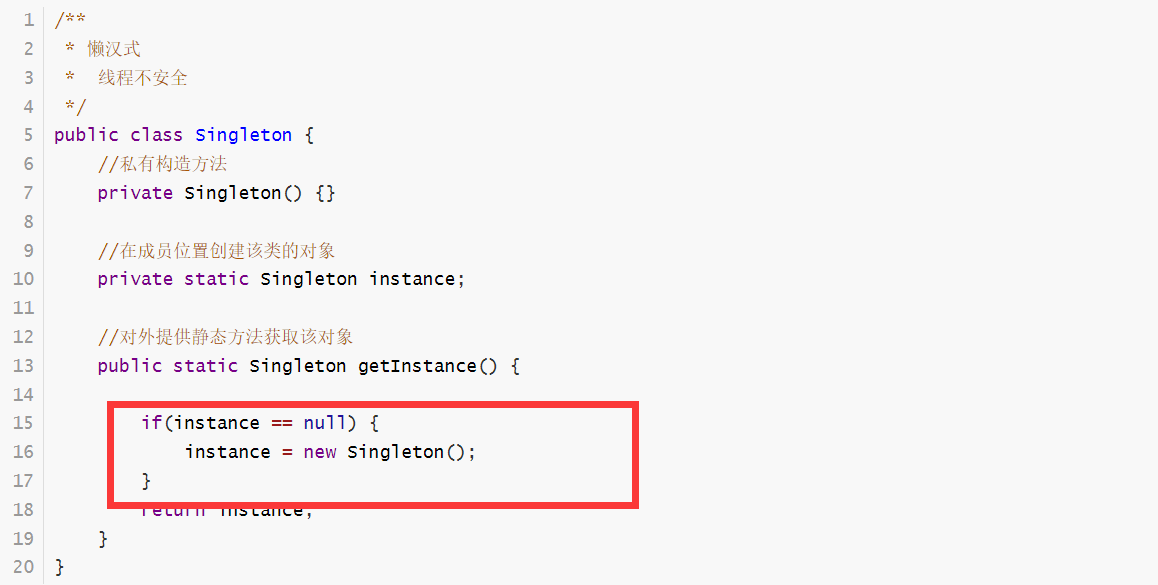 1 /**
2  * 懒汉式
3  *  线程不安全
4  */
5 public class Singleton {
6     //私有构造方法
7     private Singleton() {}
8
9     //在成员位置创建该类的对象
10     private static Singleton instance;
11
12     //对外提供静态方法获取该对象
13     public static Singleton getInstance() {
14
15         if(instance == null) {
16             instance = new Singleton();
17         }
18         return instance;
19     }
20 }